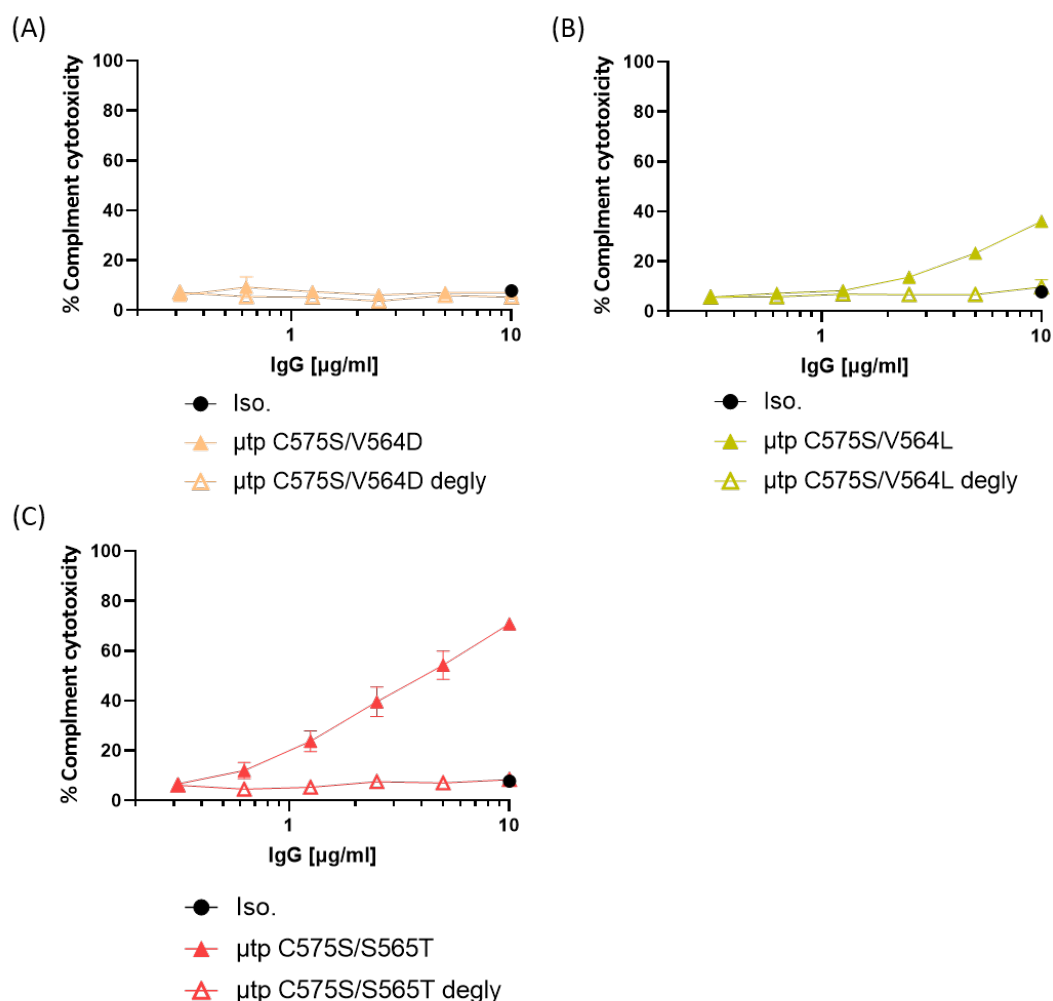 (A)
% Complment cytotoxicity
100
80
60
40
20
0
1
10
IgG [µg/ml]
Iso.
µtp C575S/V564D
µtp C575S/V564D degly
(B)
% Complment cytotoxicity
100
80
60
40
20
0
1
10
IgG [µg/ml]
Iso.
µtp C575S/V564L
µtp C575S/V564L degly
(C)
% Complment cytotoxicity
100
80
60
40
20
0
1
10
IgG [µg/ml]
Iso.
µtp C575S/S565T
µtp C575S/S565T degly